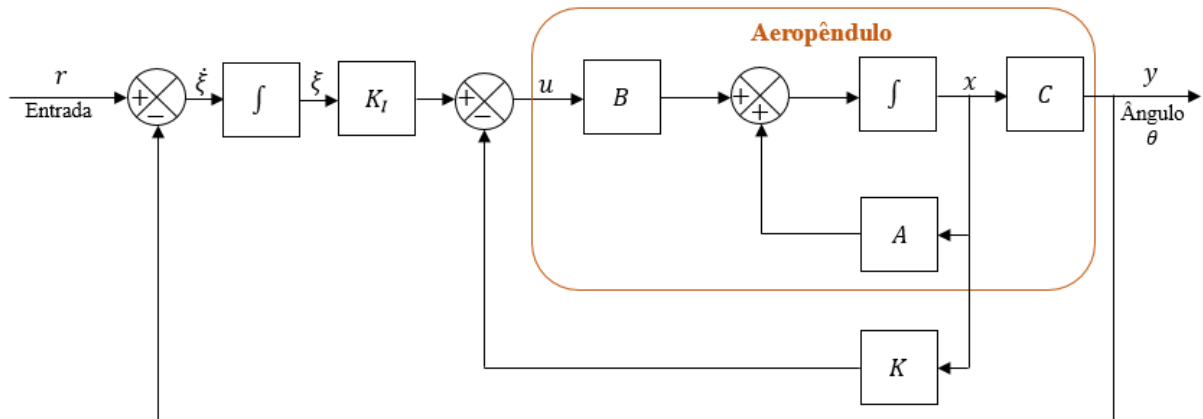 Aeropêndulo
r
Entrada
+
−
ξ̇
∫
ξ
K_I
+
−
u
B
+
+
∫
x
C
y
Ângulo
θ
A
K